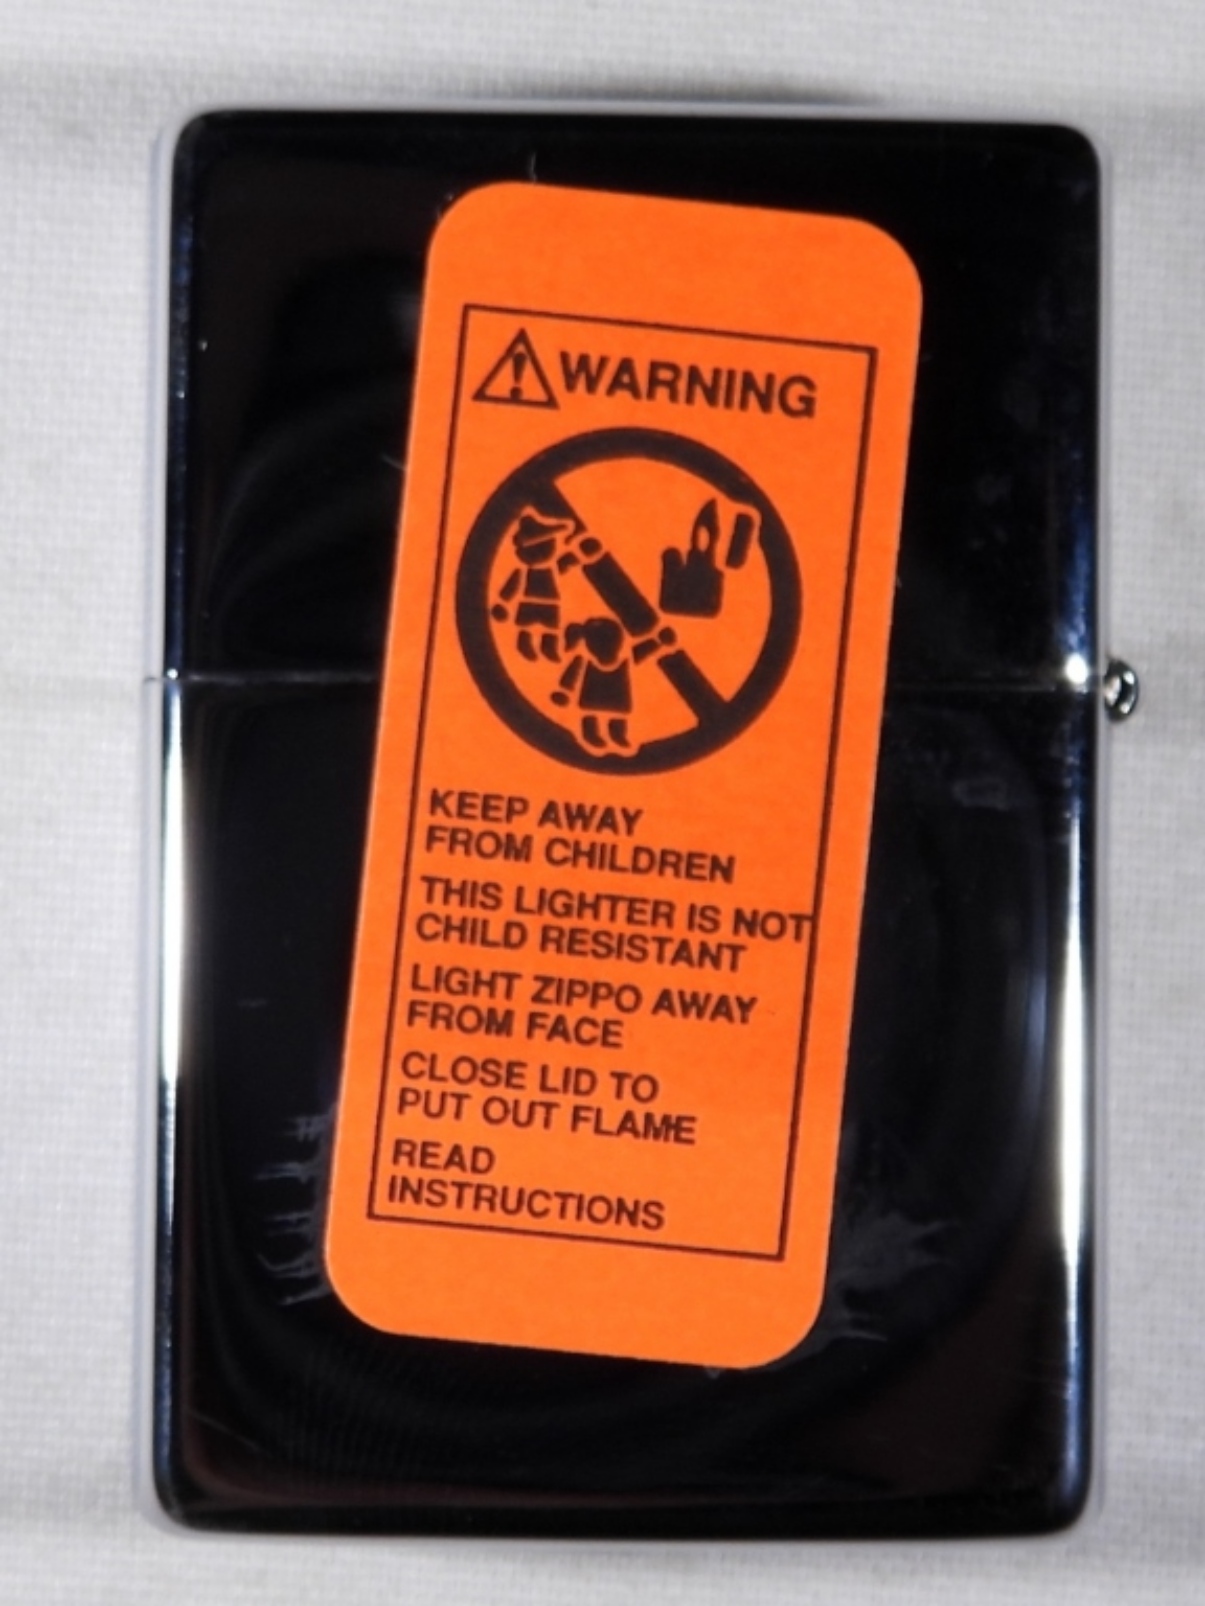 WARNING
KEEP AWAY
FROM CHILDREN
THIS LIGHTER IS NOT
CHILD RESISTANT
LIGHT ZIPPO AWAY
FROM FACE
CLOSE LID TO
PUT OUT FLAME
READ
INSTRUCTIONS